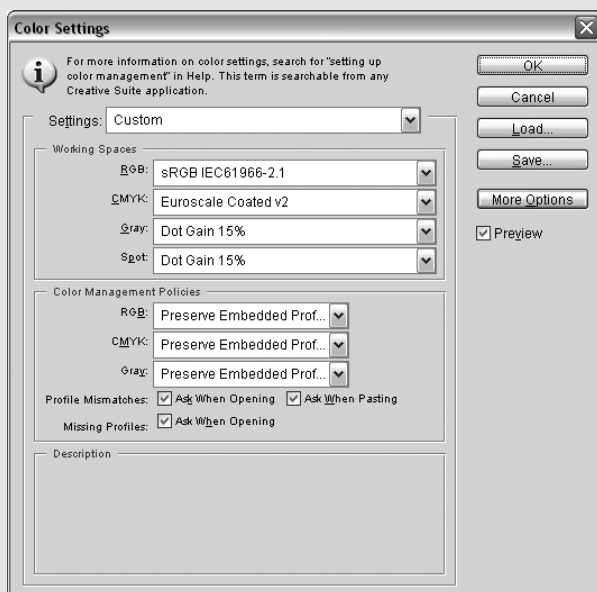 Color Settings
For more information on color settings, search for "setting up
color management" in Help. This term is searchable from any
Creative Suite application.
Settings: Custom
Working Spaces
RGB: sRGB IEC61966-2.1
CMYK: Euroscale Coated v2
Gray: Dot Gain 15%
Spot: Dot Gain 15%
Color Management Policies
RGB: Preserve Embedded Prof...
CMYK: Preserve Embedded Prof...
Gray: Preserve Embedded Prof...
Profile Mismatches: Ask When Opening Ask When Pasting
Missing Profiles: Ask When Opening
Description
OK
Cancel
Load...
Save...
More Options
Preview